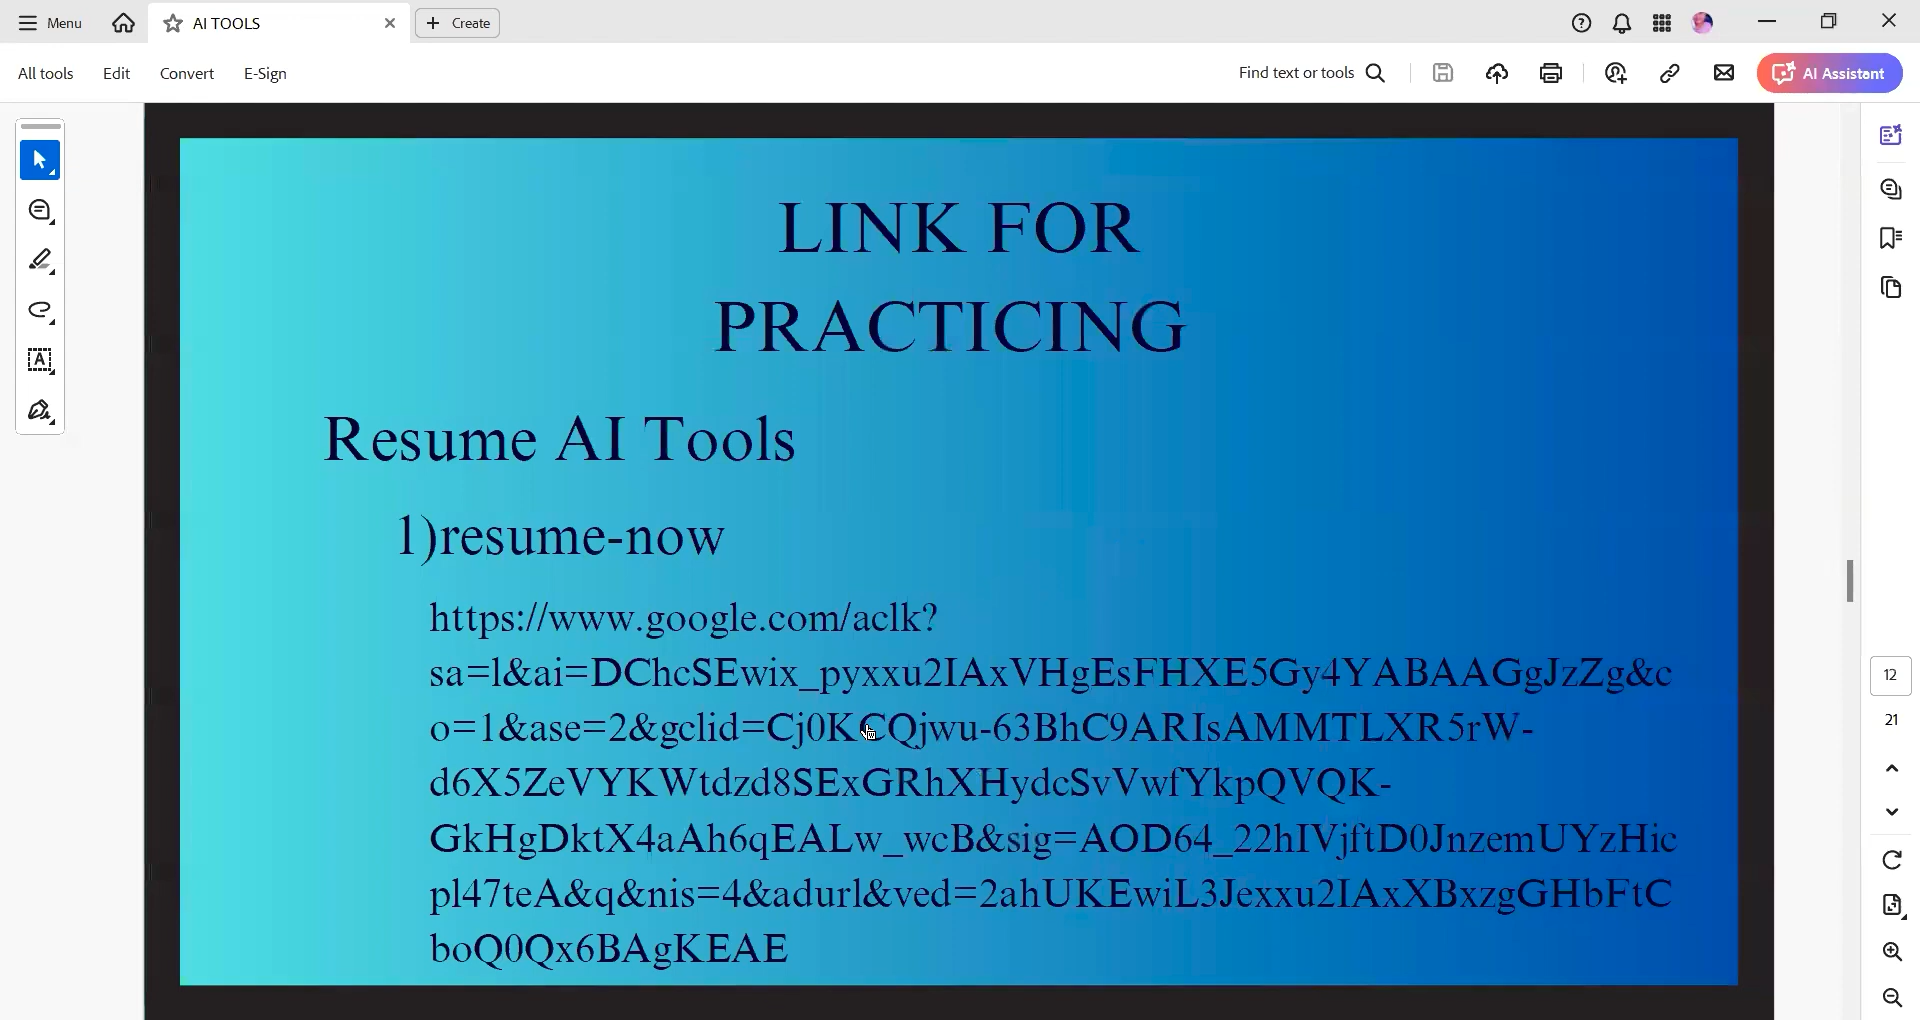 Menu
AI TOOLS
Create
All tools
Edit
Convert
E-Sign
Find text or tools
AI Assistant
LINK FOR
PRACTICING
Resume AI Tools
1)resume-now
https://www.google.com/aclk?
sa=l&ai=DChcSEwix_pyxxu2IAxVHgEsFHXE5Gy4YABAAGgJzZg&c
o=1&ase=2&gclid=Cj0KCQjwu-63BhC9ARIsAMMTLXR5rW-
d6X5ZeVYKWtdzd8SExGRhXHydcSvVwfYkpQVQK-
GkHgDktX4aAh6qEALw_wcB&sig=AOD64_22hIVjftD0JnzemUYzHic
pl47teA&q&nis=4&adurl&ved=2ahUKEwiL3Jexxu2IAxXBxzgGHbFtC
boQ0Qx6BAgKEAE
12
21